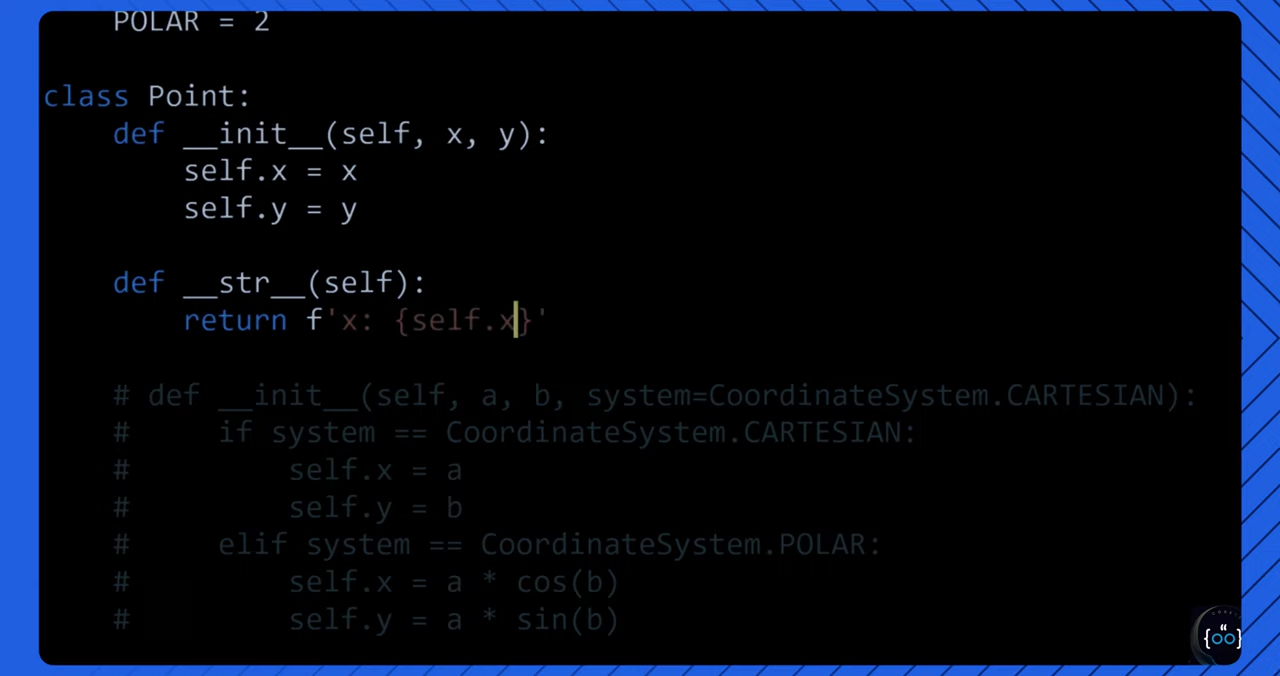 POLAR = 2

class Point:
    def __init__(self, x, y):
        self.x = x
        self.y = y

    def __str__(self):
        return f'x: {self.x}'

    # def __init__(self, a, b, system=CoordinateSystem.CARTESIAN):
    #     if system == CoordinateSystem.CARTESIAN:
    #         self.x = a
    #         self.y = b
    #     elif system == CoordinateSystem.POLAR:
    #         self.x = a * cos(b)
    #         self.y = a * sin(b)